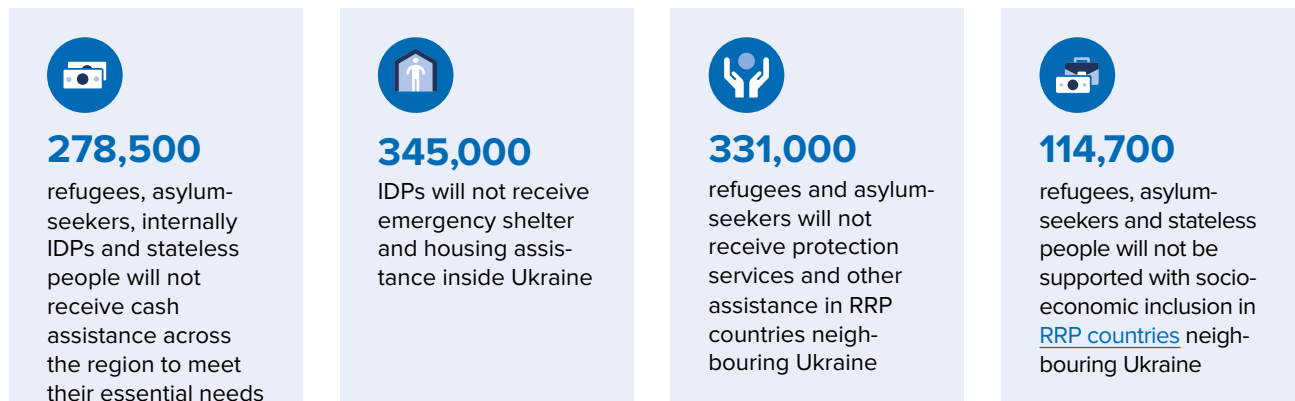 278,500
refugees, asylum-
seekers, internally
IDPs and stateless
people will not
receive cash
assistance across
the region to meet
their essential needs
345,000
IDPs will not receive
emergency shelter
and housing assis-
tance inside Ukraine
331,000
refugees and asylum-
seekers will not
receive protection
services and other
assistance in RRP
countries neigh-
bouring Ukraine
114,700
refugees, asylum-
seekers and stateless
people will not be
supported with socio-
economic inclusion in
RRP countries neigh-
bouring Ukraine